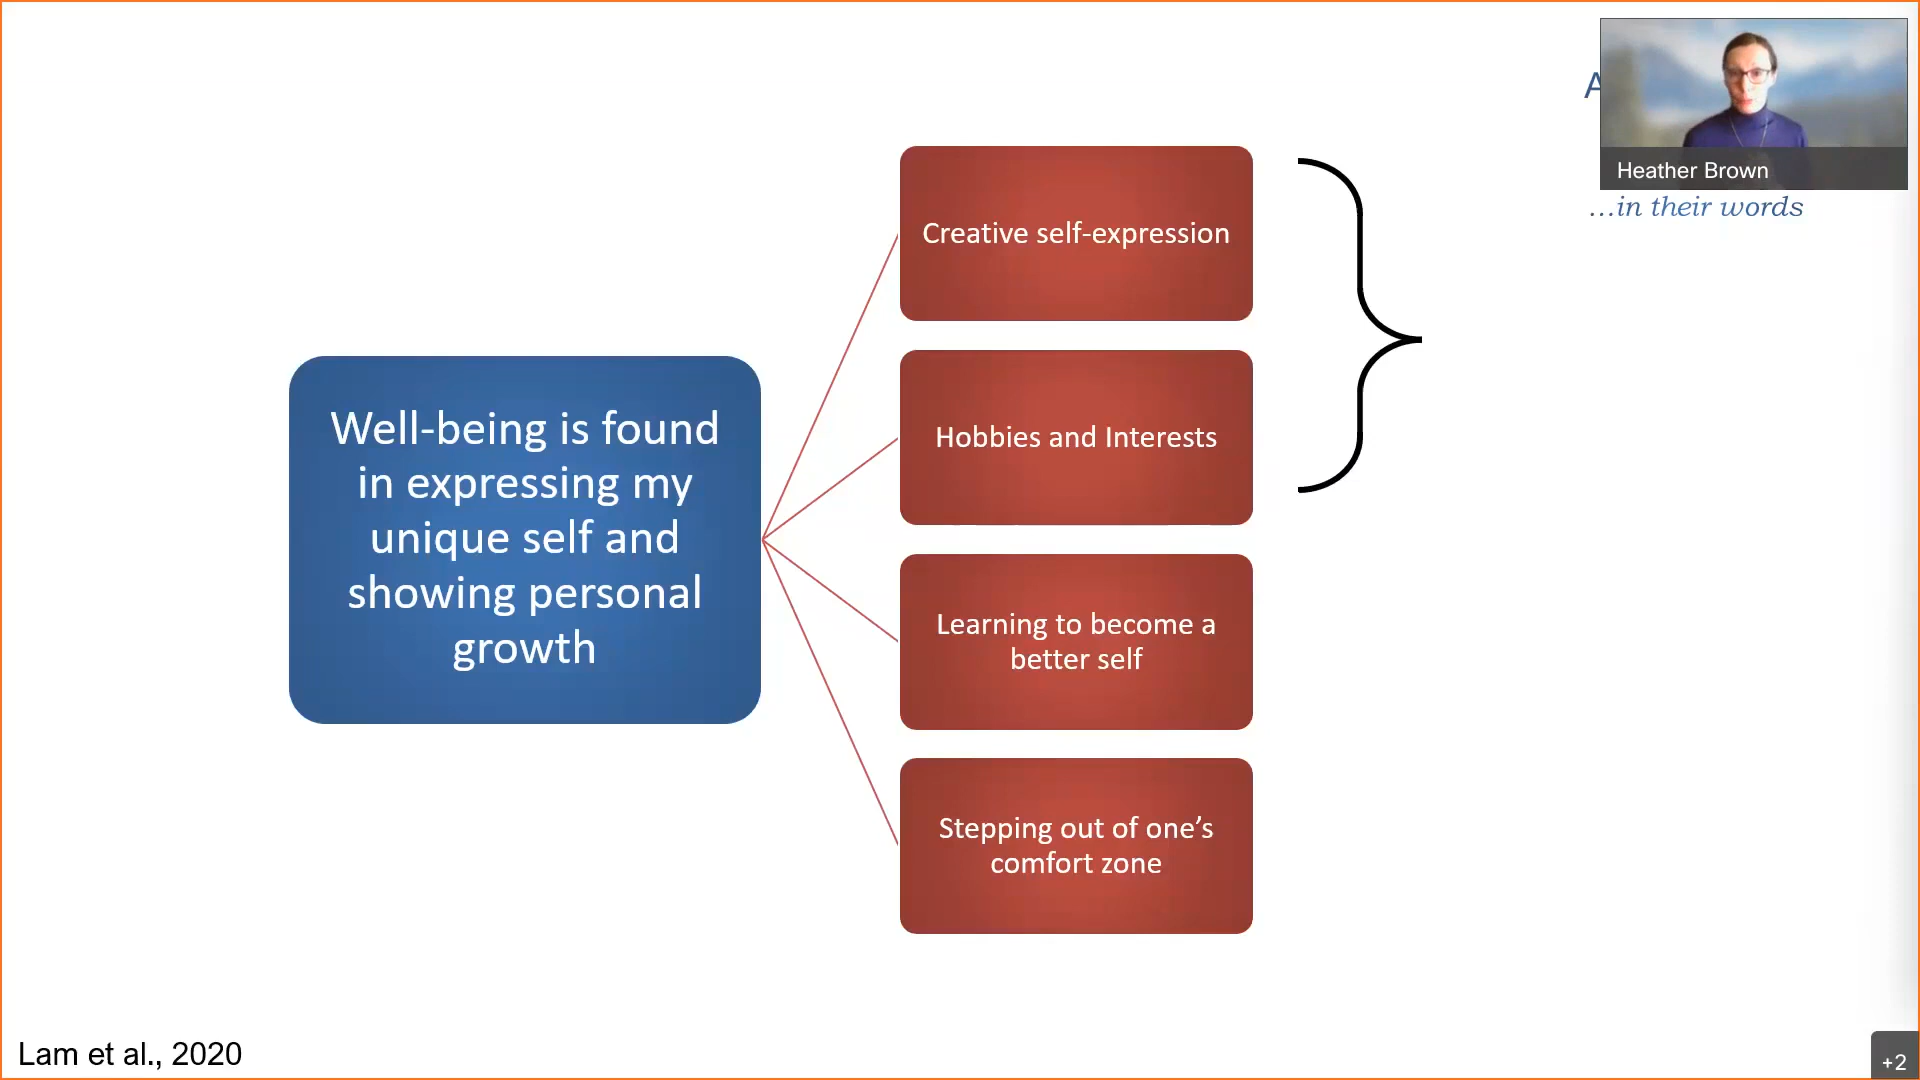 A
Heather Brown
...in their words
Creative self-expression
Hobbies and Interests
Well-being is found
in expressing my
unique self and
showing personal
growth
Learning to become a
better self
Stepping out of one’s
comfort zone
Lam et al., 2020
+2